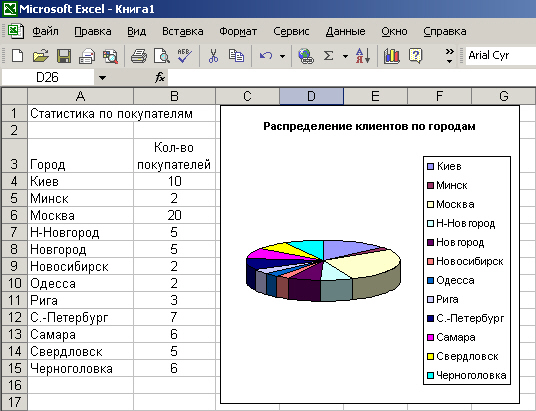 Microsoft Excel - Книга1
Файл Правка Вид Вставка Формат Сервис Данные Окно Справка
ABC Σ А Я Arial Cyr
D26 fx
A B C D E F G
1 Статистика по покупателям
Распределение клиентов по городам
2
Кол-во
3 Город покупателей
4 Киев 10
5 Минск 2
6 Москва 20
7 Н-Новгород 5
8 Новгород 5
9 Новосибирск 2
10 Одесса 2
11 Рига 3
12 С.-Петербург 7
13 Самара 6
14 Свердловск 5
15 Черноголовка 6
16
17
Киев
Минск
Москва
Н-Новгород
Новгород
Новосибирск
Одесса
Рига
С.-Петербург
Самара
Свердловск
Черноголовка